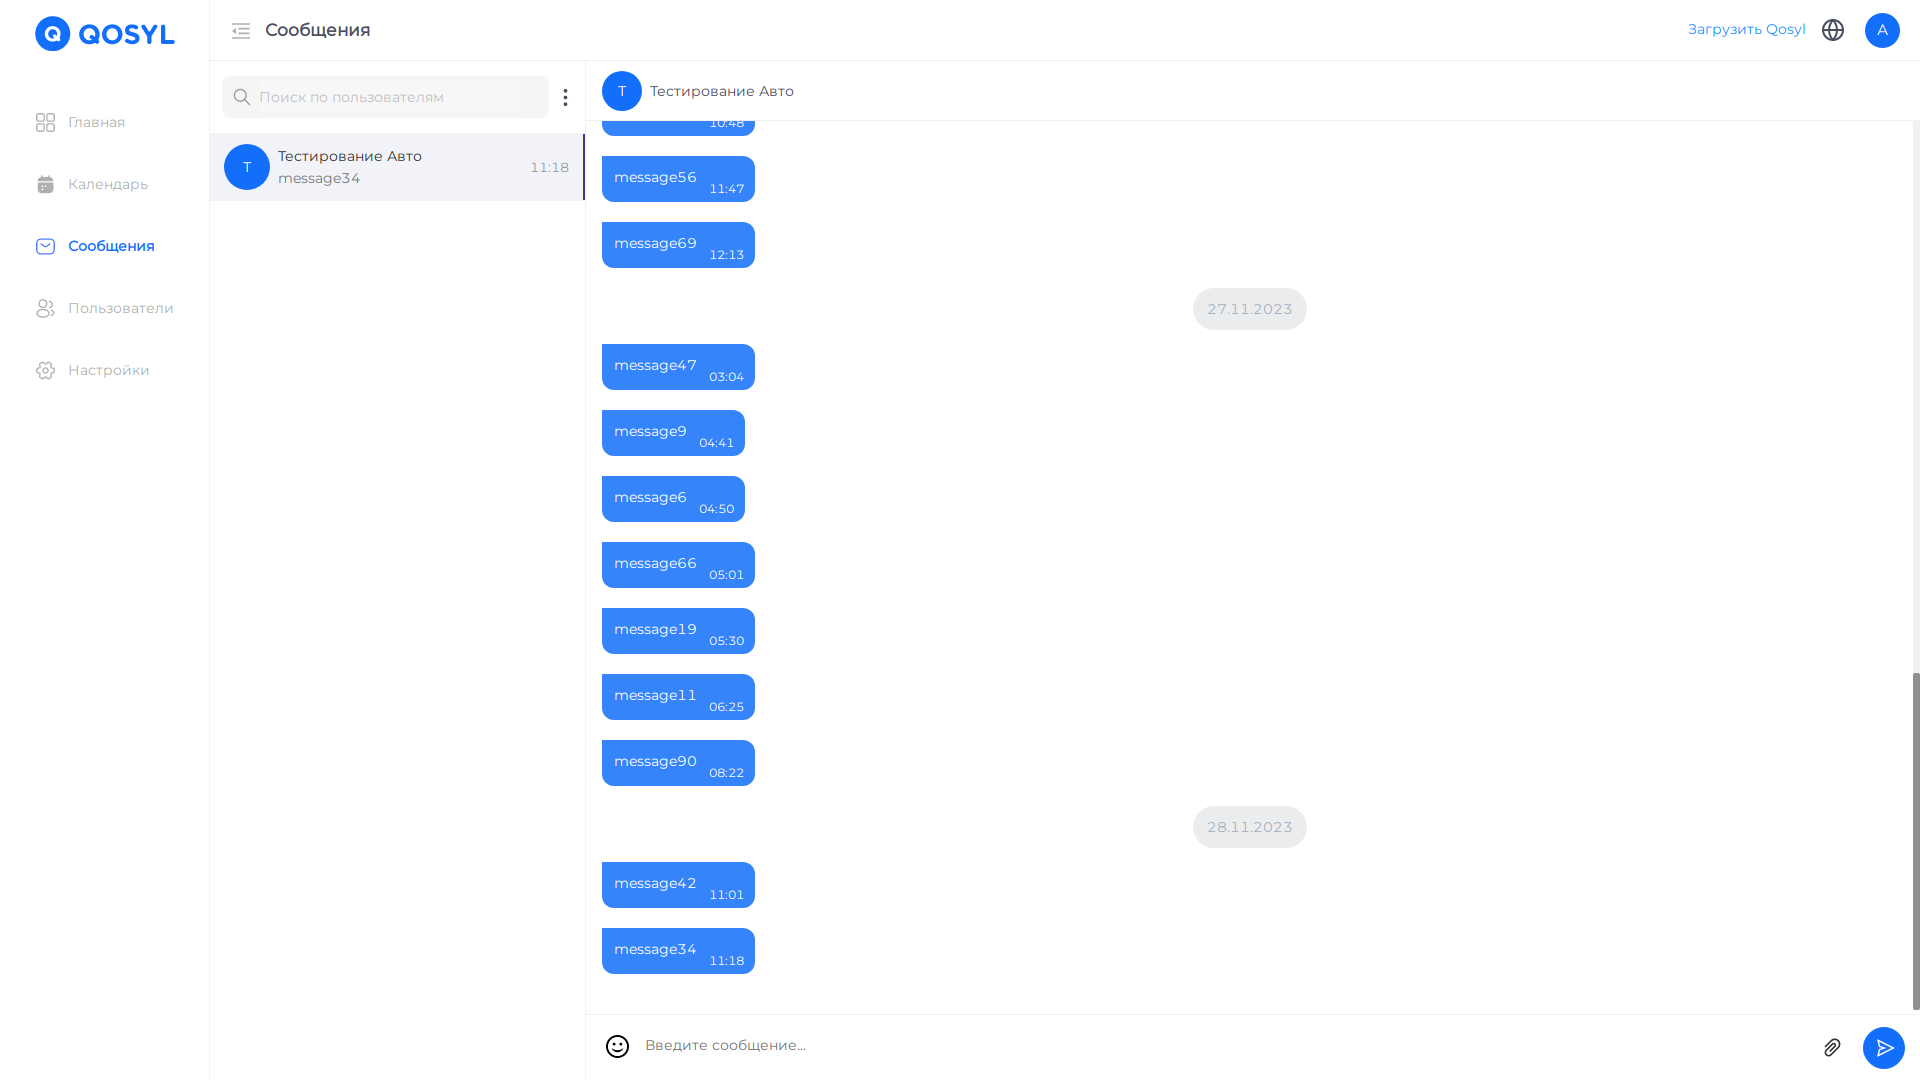 QOSYL
Главная
Календарь
Сообщения
Пользователи
Настройки
Сообщения
Загрузить Qosyl
A
Поиск по пользователям
T
Тестирование Авто
message34
11:18
T
Тестирование Авто
10:48
message56
11:47
message69
12:13
27.11.2023
message47
03:04
message9
04:41
message6
04:50
message66
05:01
message19
05:30
message11
06:25
message90
08:22
28.11.2023
message42
11:01
message34
11:18
Введите сообщение...